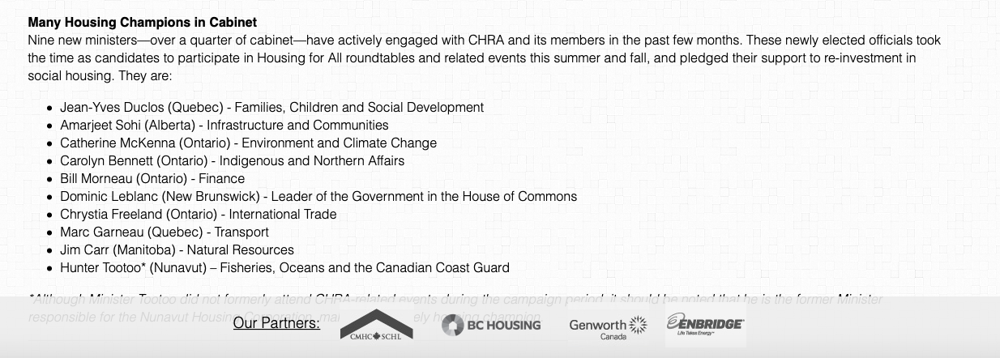 Many Housing Champions in Cabinet
Nine new ministers—over a quarter of cabinet—have actively engaged with CHRA and its members in the past few months. These newly elected officials took
the time as candidates to participate in Housing for All roundtables and related events this summer and fall, and pledged their support to re-investment in
social housing. They are:
• Jean-Yves Duclos (Quebec) - Families, Children and Social Development
• Amarjeet Sohi (Alberta) - Infrastructure and Communities
• Catherine McKenna (Ontario) - Environment and Climate Change
• Carolyn Bennett (Ontario) - Indigenous and Northern Affairs
• Bill Morneau (Ontario) - Finance
• Dominic Leblanc (New Brunswick) - Leader of the Government in the House of Commons
• Chrystia Freeland (Ontario) - International Trade
• Marc Garneau (Quebec) - Transport
• Jim Carr (Manitoba) - Natural Resources
• Hunter Tootoo* (Nunavut) – Fisheries, Oceans and the Canadian Coast Guard
*Although Minister Tootoo did not formerly attend CHRA-related events during the campaign period, it should be noted that he is the former Minister
responsible for the Nunavut Housing Corporation, ely housing champion.
Our Partners: CMHC SCHL BC HOUSING Genworth Canada ENBRIDGE Life Takes Energy™